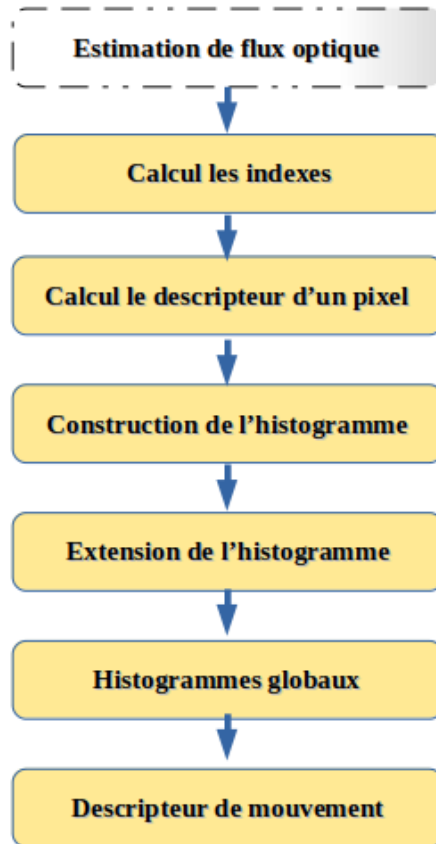 Estimation de flux optique
Calcul les indexes
Calcul le descripteur d’un pixel
Construction de l’histogramme
Extension de l’histogramme
Histogrammes globaux
Descripteur de mouvement